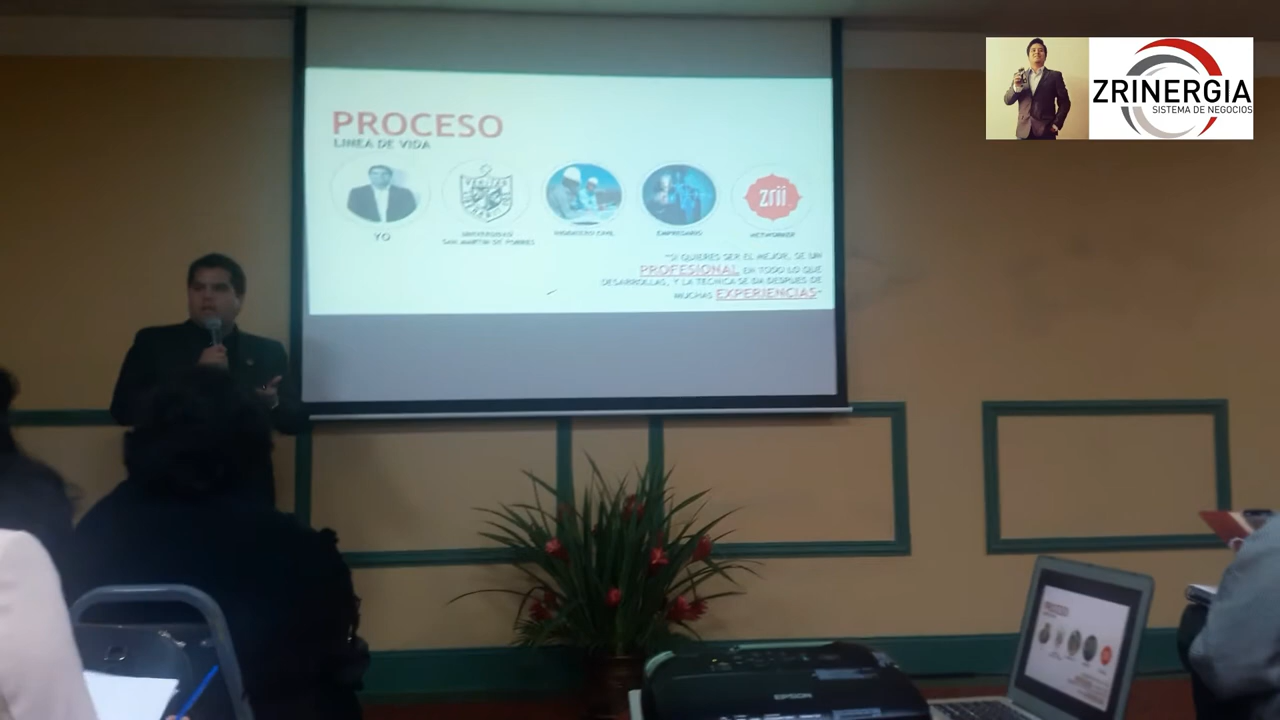 ZRINERGIA
SISTEMA DE NEGOCIOS
PROCESO
LINEA DE VIDA
zrii
YO
UNIVERSIDAD
SAN MARTIN DE PORRES
INGENIERO CIVIL
EMPRESARIO
NETWORKER
"SI QUIERES SER EL MEJOR, SE UN
PROFESIONAL EN TODO LO QUE
DESARROLLAS, Y LA TECNICA SE DA DESPUES DE
MUCHAS EXPERIENCIAS"
EPSON